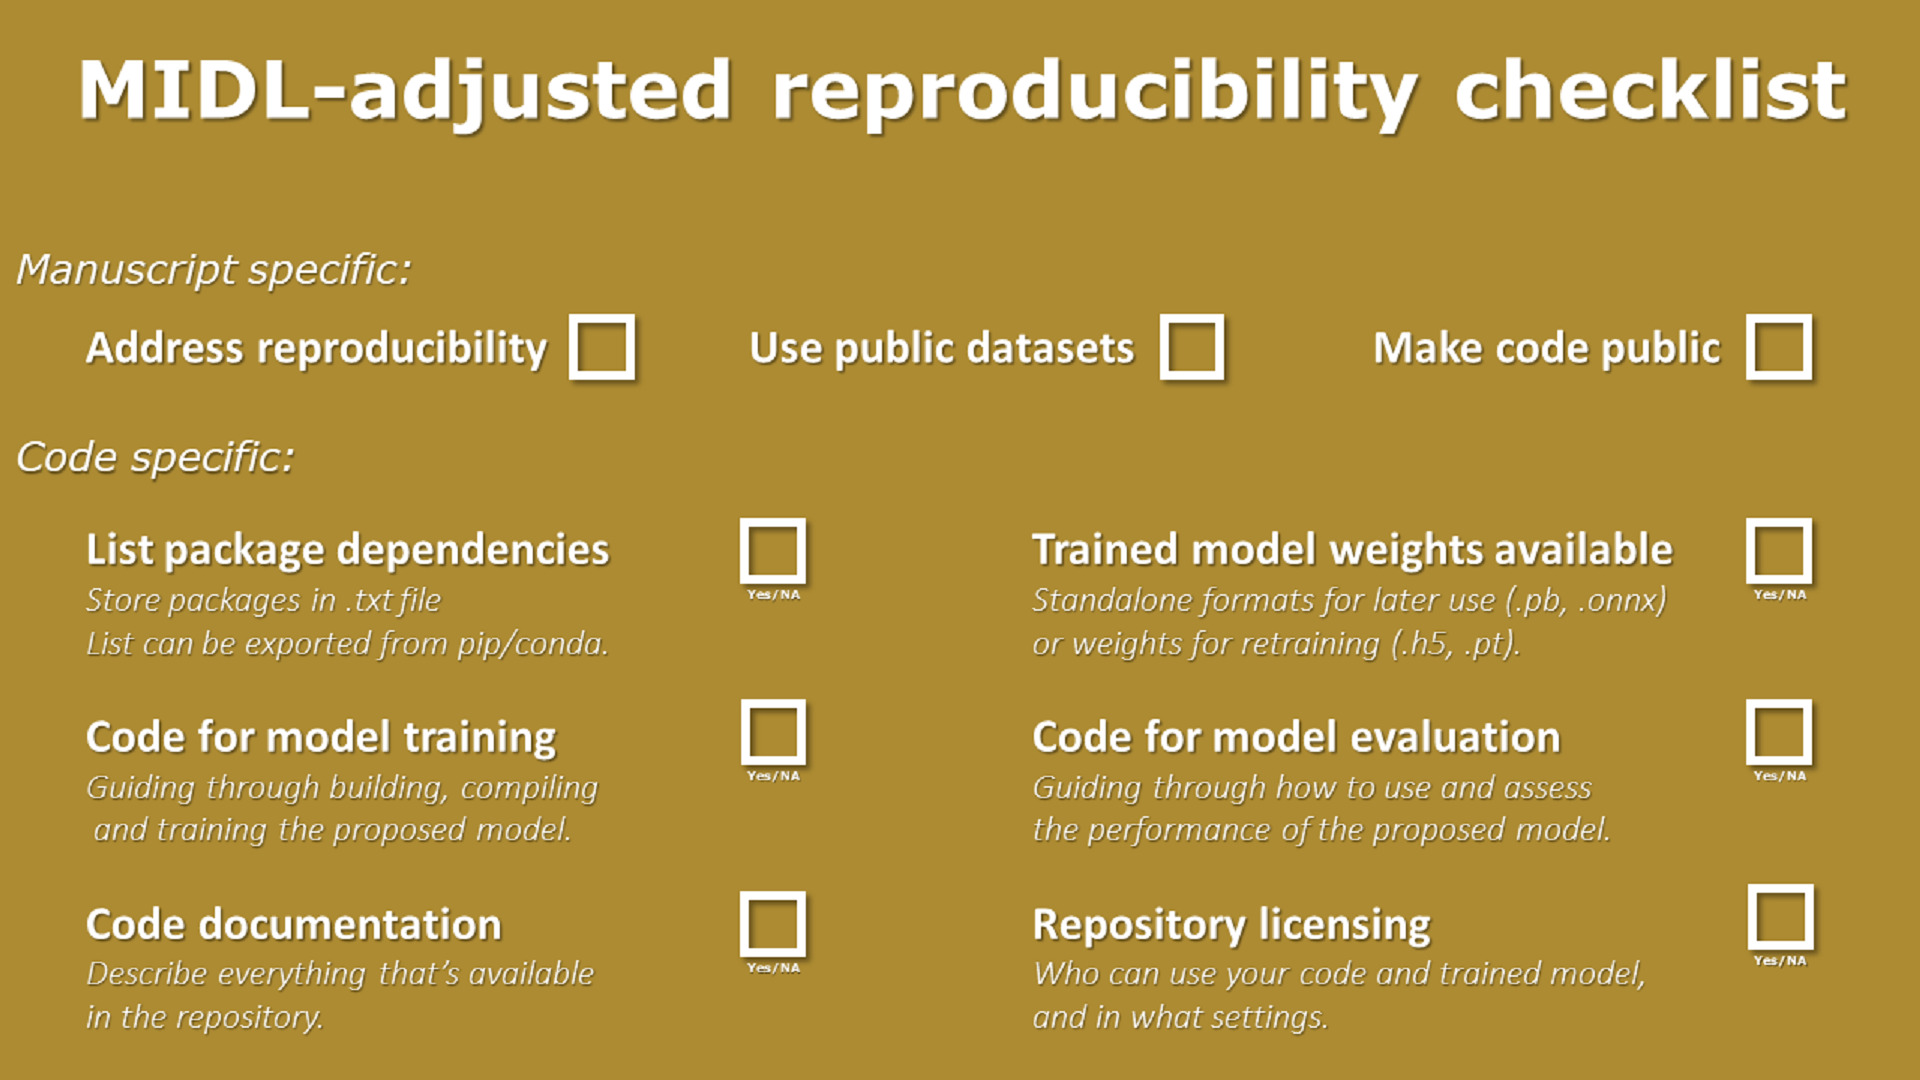 MIDL-adjusted reproducibility checklist
Manuscript specific:
Address reproducibility
Use public datasets
Make code public
Code specific:
List package dependencies
Store packages in .txt file
List can be exported from pip/conda.
Yes/NA
Trained model weights available
Standalone formats for later use (.pb, .onnx)
or weights for retraining (.h5, .pt).
Yes/NA
Code for model training
Guiding through building, compiling
and training the proposed model.
Yes/NA
Code for model evaluation
Guiding through how to use and assess
the performance of the proposed model.
Yes/NA
Code documentation
Describe everything that's available
in the repository.
Yes/NA
Repository licensing
Who can use your code and trained model,
and in what settings.
Yes/NA